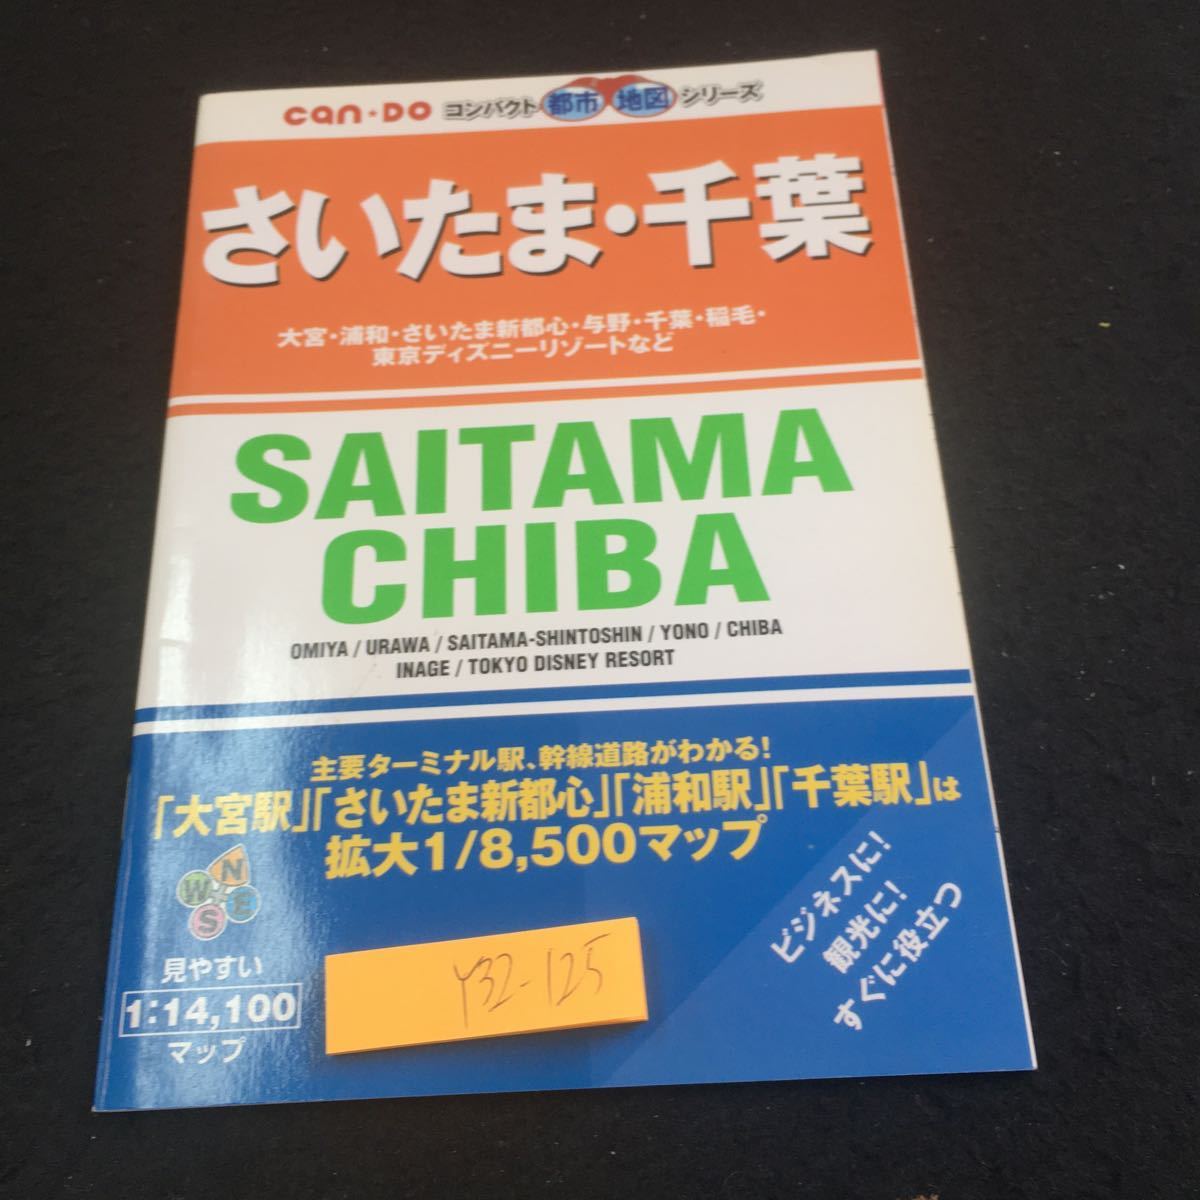 can★DO コンパクト都市地図シリーズ
さいたま・千葉
大宮・浦和・さいたま新都心・与野・千葉・稲毛・
東京ディズニーリゾートなど
SAITAMA
CHIBA
OMIYA / URAWA / SAITAMA-SHINTOSHIN / YONO / CHIBA
INAGE / TOKYO DISNEY RESORT
主要ターミナル駅、幹線道路がわかる!
「大宮駅」「さいたま新都心」「浦和駅」「千葉駅」は
拡大1/8,500マップ
N
W
E
S
見やすい
1:14,100
マップ
Y32-125
ビジネスに!
観光に!
すぐに役立つ